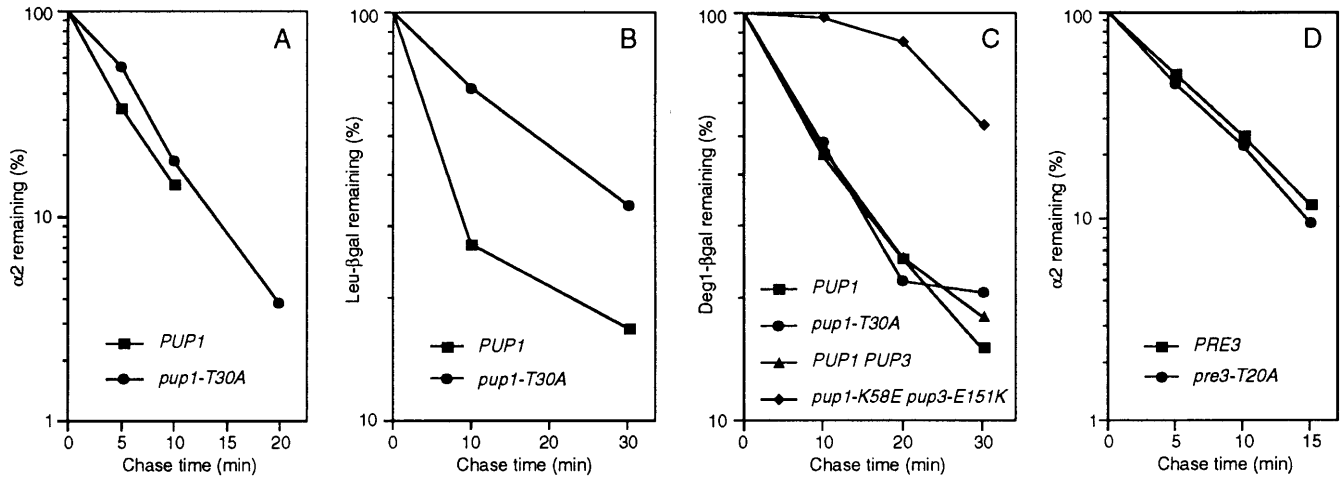 A
100
10
1
α2 remaining (%)
PUP1
pup1-T30A
0 5 10 15 20
Chase time (min)
B
100
10
Leu-βgal remaining (%)
PUP1
pup1-T30A
0 10 20 30
Chase time (min)
C
100
10
Deg1-βgal remaining (%)
PUP1
pup1-T30A
PUP1 PUP3
pup1-K58E pup3-E151K
0 10 20 30
Chase time (min)
D
100
10
1
α2 remaining (%)
PRE3
pre3-T20A
0 5 10 15
Chase time (min)